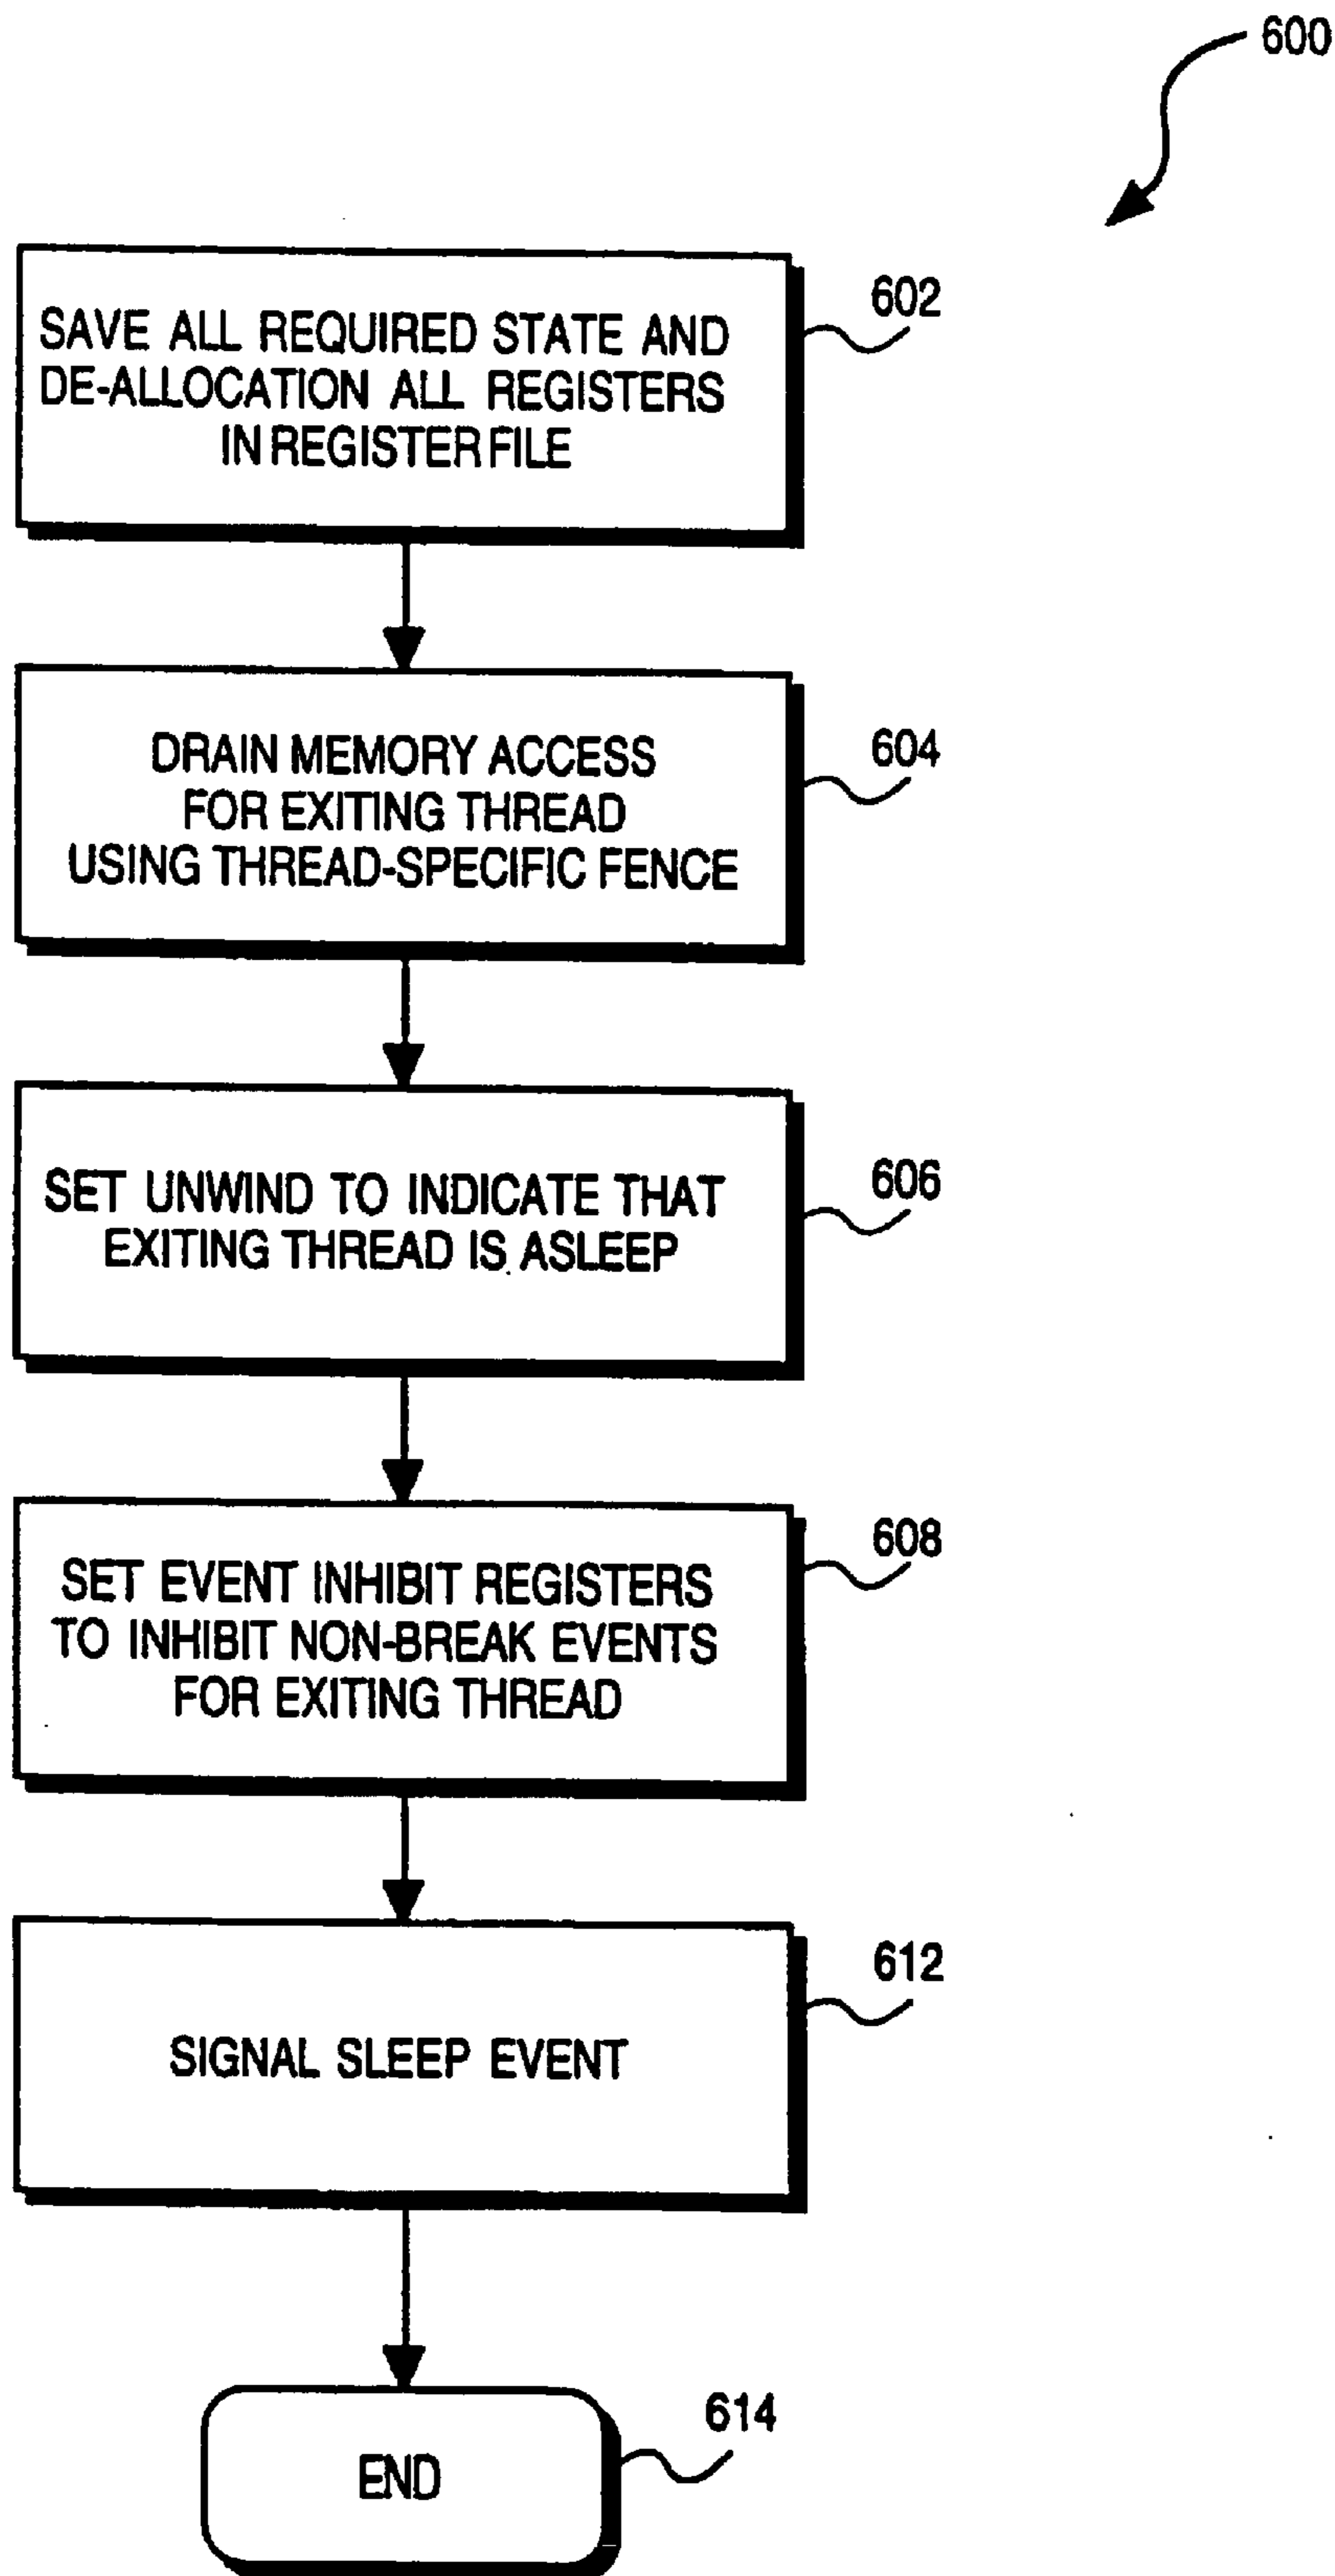 600
SAVE ALL REQUIRED STATE AND
DE-ALLOCATION ALL REGISTERS
IN REGISTER FILE
602
DRAIN MEMORY ACCESS
FOR EXITING THREAD
USING THREAD-SPECIFIC FENCE
604
SET UNWIND TO INDICATE THAT
EXITING THREAD IS ASLEEP
606
SET EVENT INHIBIT REGISTERS
TO INHIBIT NON-BREAK EVENTS
FOR EXITING THREAD
608
SIGNAL SLEEP EVENT
612
END
614